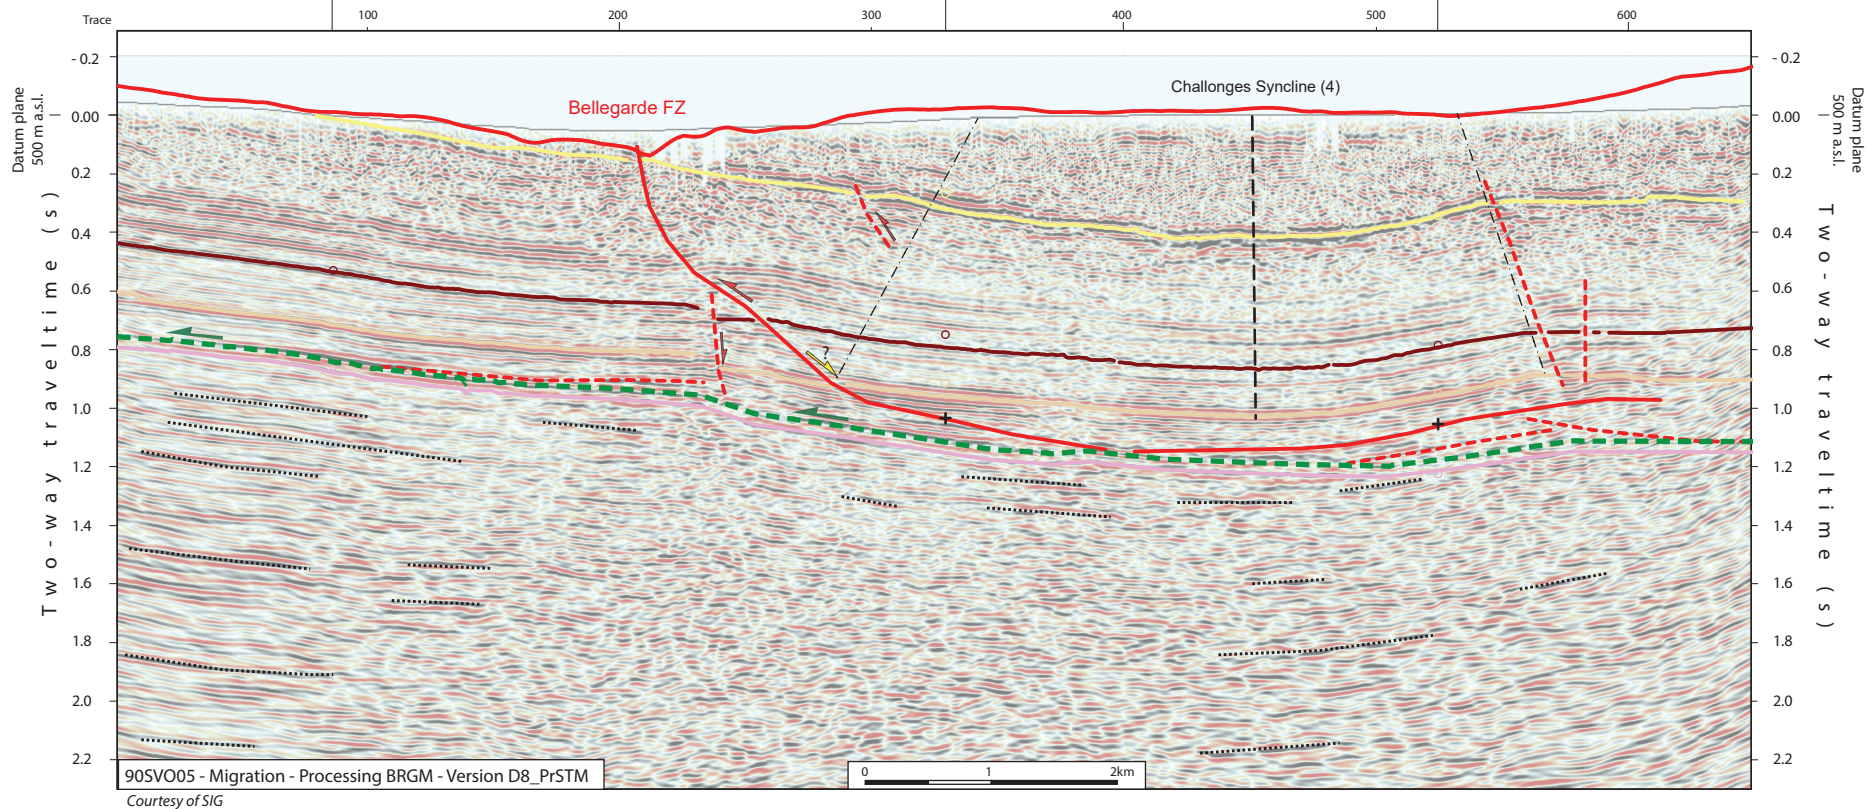 Trace
100
200
300
400
500
600
- 0.2
0.00
0.2
0.4
0.6
0.8
1.0
1.2
1.4
1.6
1.8
2.0
2.2
Datum plane
500 m a.s.l.
Two-way traveltime (s)
Bellegarde FZ
Challonges Syncline (4)
?
- 0.2
0.00
0.2
0.4
0.6
0.8
1.0
1.2
1.4
1.6
1.8
2.0
2.2
Datum plane
500 m a.s.l.
Two-way traveltime (s)
90SVO05 - Migration - Processing BRGM - Version D8_PrSTM
0
1
2km
Courtesy of SIG